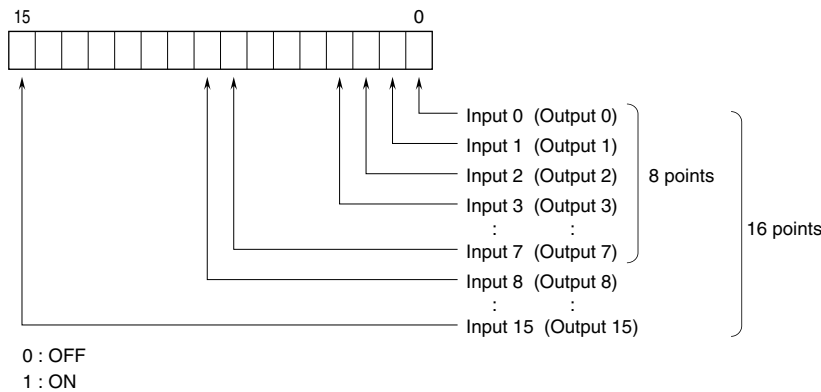 15 0
Input 0 (Output 0)
Input 1 (Output 1)
Input 2 (Output 2)
8 points
Input 3 (Output 3)
: :
16 points
Input 7 (Output 7)
Input 8 (Output 8)
: :
Input 15 (Output 15)
0 : OFF
1 : ON